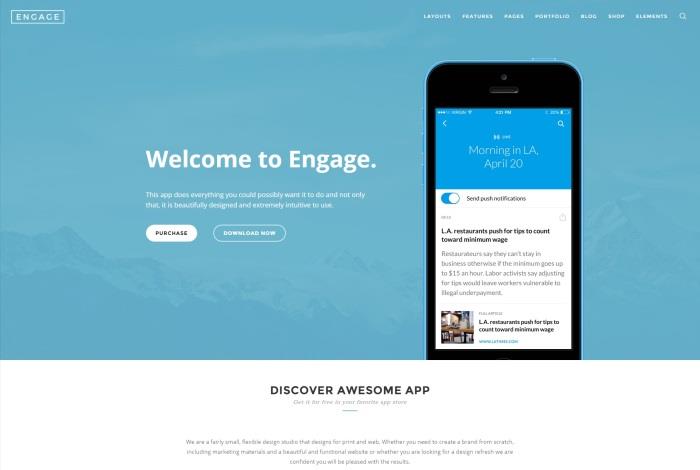 ENGAGE
LAYOUTS FEATURES PAGES PORTFOLIO BLOG SHOP ELEMENTS
VIRGIN 4:21 PM 20%
LIVE
Morning in LA,
April 20
Welcome to Engage.
This app does everything you could possibly want it to do and not only
that, it is beautifully designed and extremely intuitive to use.
PURCHASE DOWNLOAD NOW
Send push notifications
L.A. restaurants push for tips to count
toward minimum wage
Restaurateurs say they can't stay in
business otherwise if the minimum goes up
to $15 an hour. Labor activists say adjusting
for tips would leave workers vulnerable to
illegal underpayment.
FULL ARTICLE
L.A. restaurants push for tips to
count toward minimum wage
WWW.LATIMES.COM
DISCOVER AWESOME APP
Get it for free in your favorite app store
We are a fairly small, flexible design studio that designs for print and web. Whether you need to create a brand from scratch,
including marketing materials and a beautiful and functional website or whether you are looking for a design refresh we are
confident you will be pleased with the results.